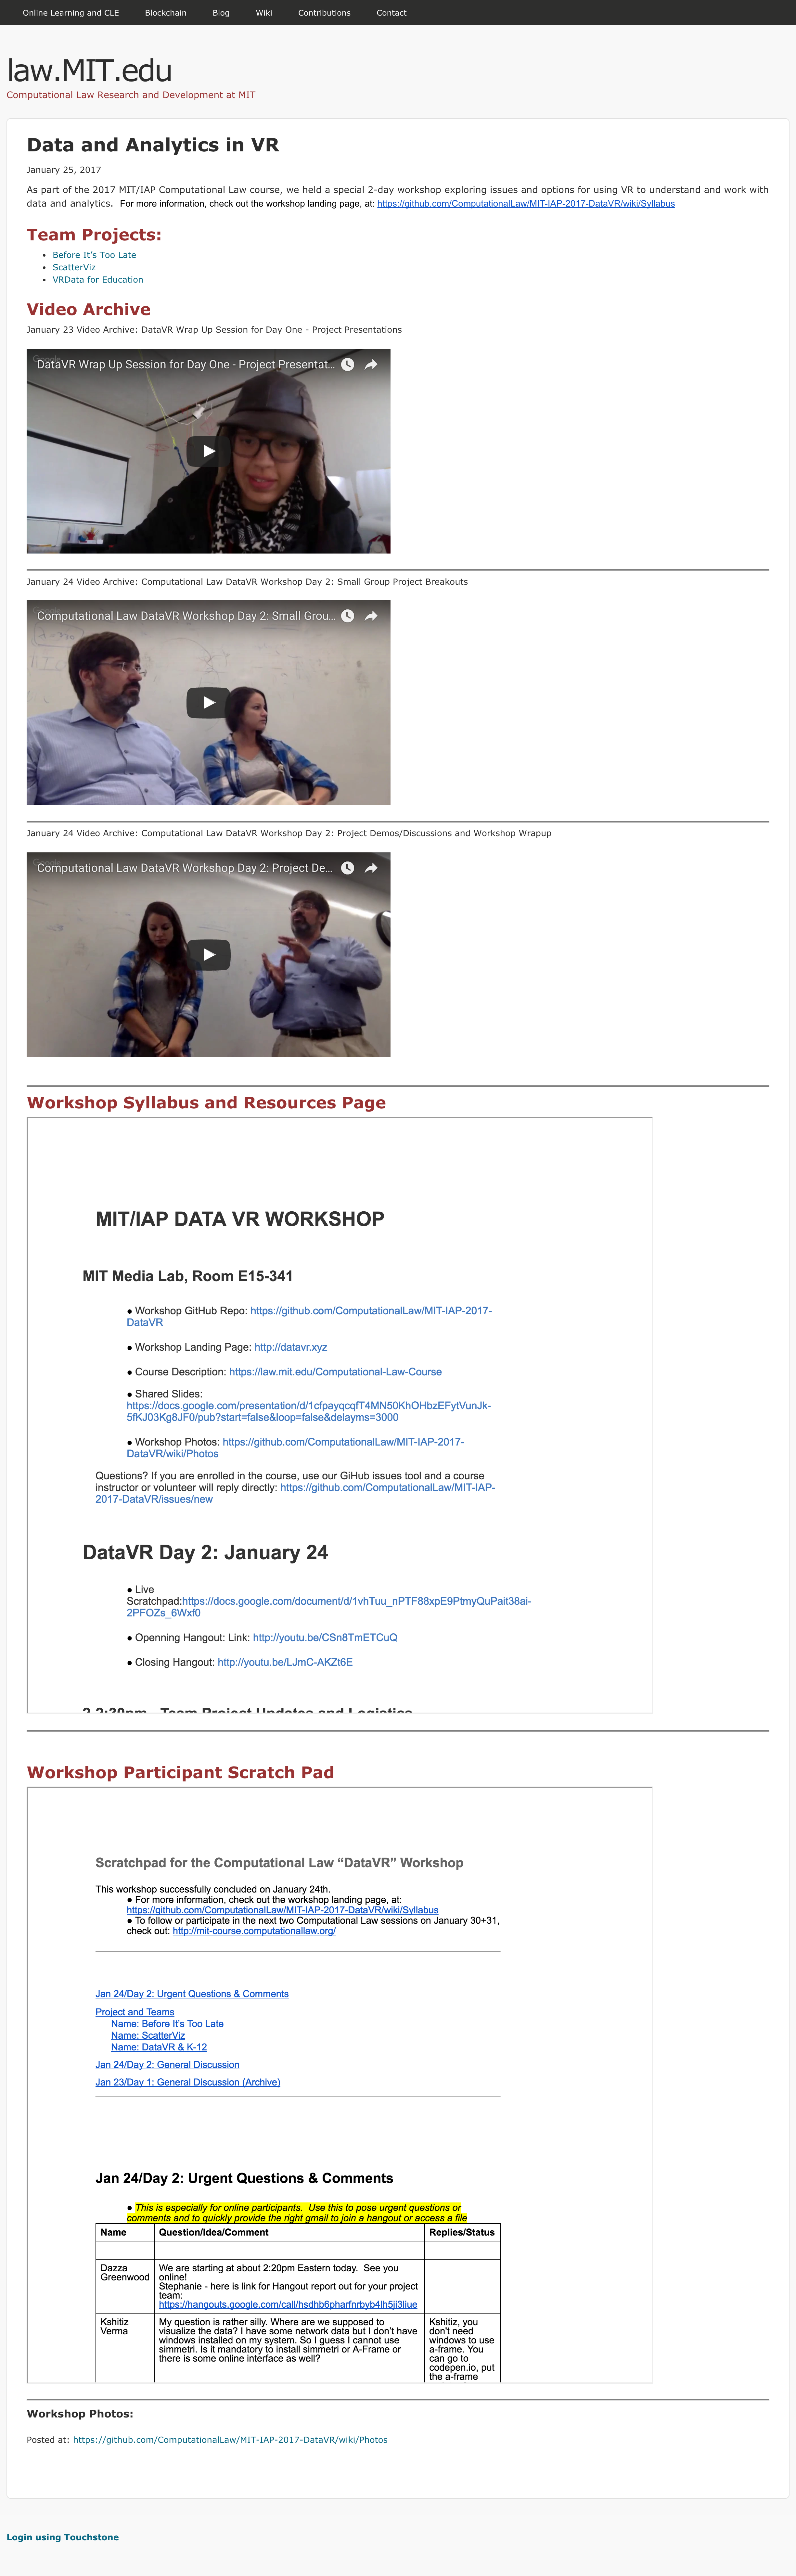 Online Learning and CLE Blockchain Blog Wiki Contributions Contact
law.MIT.edu
Computational Law Research and Development at MIT
Data and Analytics in VR
January 25, 2017
As part of the 2017 MIT/IAP Computational Law course, we held a special 2-day workshop exploring issues and options for using VR to understand and work with
data and analytics. For more information, check out the workshop landing page, at: https://github.com/ComputationalLaw/MIT-IAP-2017-DataVR/wiki/Syllabus
Team Projects:
• Before It's Too Late
• ScatterViz
• VRData for Education
Video Archive
January 23 Video Archive: DataVR Wrap Up Session for Day One - Project Presentations
Google
DataVR Wrap Up Session for Day One - Project Presentat...
January 24 Video Archive: Computational Law DataVR Workshop Day 2: Small Group Project Breakouts
Computational Law DataVR Workshop Day 2: Small Grou...
January 24 Video Archive: Computational Law DataVR Workshop Day 2: Project Demos/Discussions and Workshop Wrapup
Google
Computational Law DataVR Workshop Day 2: Project De...
Workshop Syllabus and Resources Page
MIT/IAP DATA VR WORKSHOP
MIT Media Lab, Room E15-341
● Workshop GitHub Repo: https://github.com/ComputationalLaw/MIT-IAP-2017-
DataVR
● Workshop Landing Page: http://datavr.xyz
● Course Description: https://law.mit.edu/Computational-Law-Course
● Shared Slides:
https://docs.google.com/presentation/d/1cfpayqcqfT4MN50KhOHbzEFytVunJk-
5fKJ03Kg8JF0/pub?start=false&loop=false&delayms=3000
● Workshop Photos: https://github.com/ComputationalLaw/MIT-IAP-2017-
DataVR/wiki/Photos
Questions? If you are enrolled in the course, use our GiHub issues tool and a course
instructor or volunteer will reply directly: https://github.com/ComputationalLaw/MIT-IAP-
2017-DataVR/issues/new
DataVR Day 2: January 24
● Live
Scratchpad:https://docs.google.com/document/d/1vhTuu_nPTF88xpE9PtmyQuPait38ai-
2PFOZs_6Wxf0
● Openning Hangout: Link: http://youtu.be/CSn8TmETCuQ
● Closing Hangout: http://youtu.be/LJmC-AKZt6E
2-2:30pm - Team Project Updates and Logistics
Workshop Participant Scratch Pad
Scratchpad for the Computational Law “DataVR” Workshop
This workshop successfully concluded on January 24th.
● For more information, check out the workshop landing page, at:
https://github.com/ComputationalLaw/MIT-IAP-2017-DataVR/wiki/Syllabus
● To follow or participate in the next two Computational Law sessions on January 30+31,
check out: http://mit-course.computationallaw.org/
Jan 24/Day 2: Urgent Questions & Comments
Project and Teams
Name: Before It’s Too Late
Name: ScatterViz
Name: DataVR & K-12
Jan 24/Day 2: General Discussion
Jan 23/Day 1: General Discussion (Archive)
Jan 24/Day 2: Urgent Questions & Comments
● This is especially for online participants. Use this to pose urgent questions or
comments and to quickly provide the right gmail to join a hangout or access a file
Name Question/Idea/Comment Replies/Status
Dazza
Greenwood
We are starting at about 2:20pm Eastern today. See you
online!
Stephanie - here is link for Hangout report out for your project
team:
https://hangouts.google.com/call/hsdhb6pharfnrbyb4lh5ji3liue
Kshitiz
Verma
My question is rather silly. Where are we supposed to
visualize the data? I have some network data but I don’t have
windows installed on my system. So I guess I cannot use
simmetri. Is it mandatory to install simmetri or A-Frame or
there is some online interface as well?
Kshitiz, you
don't need
windows to use
a-frame. You
can go to
codepen.io, put
the a-frame
Workshop Photos:
Posted at: https://github.com/ComputationalLaw/MIT-IAP-2017-DataVR/wiki/Photos
Login using Touchstone